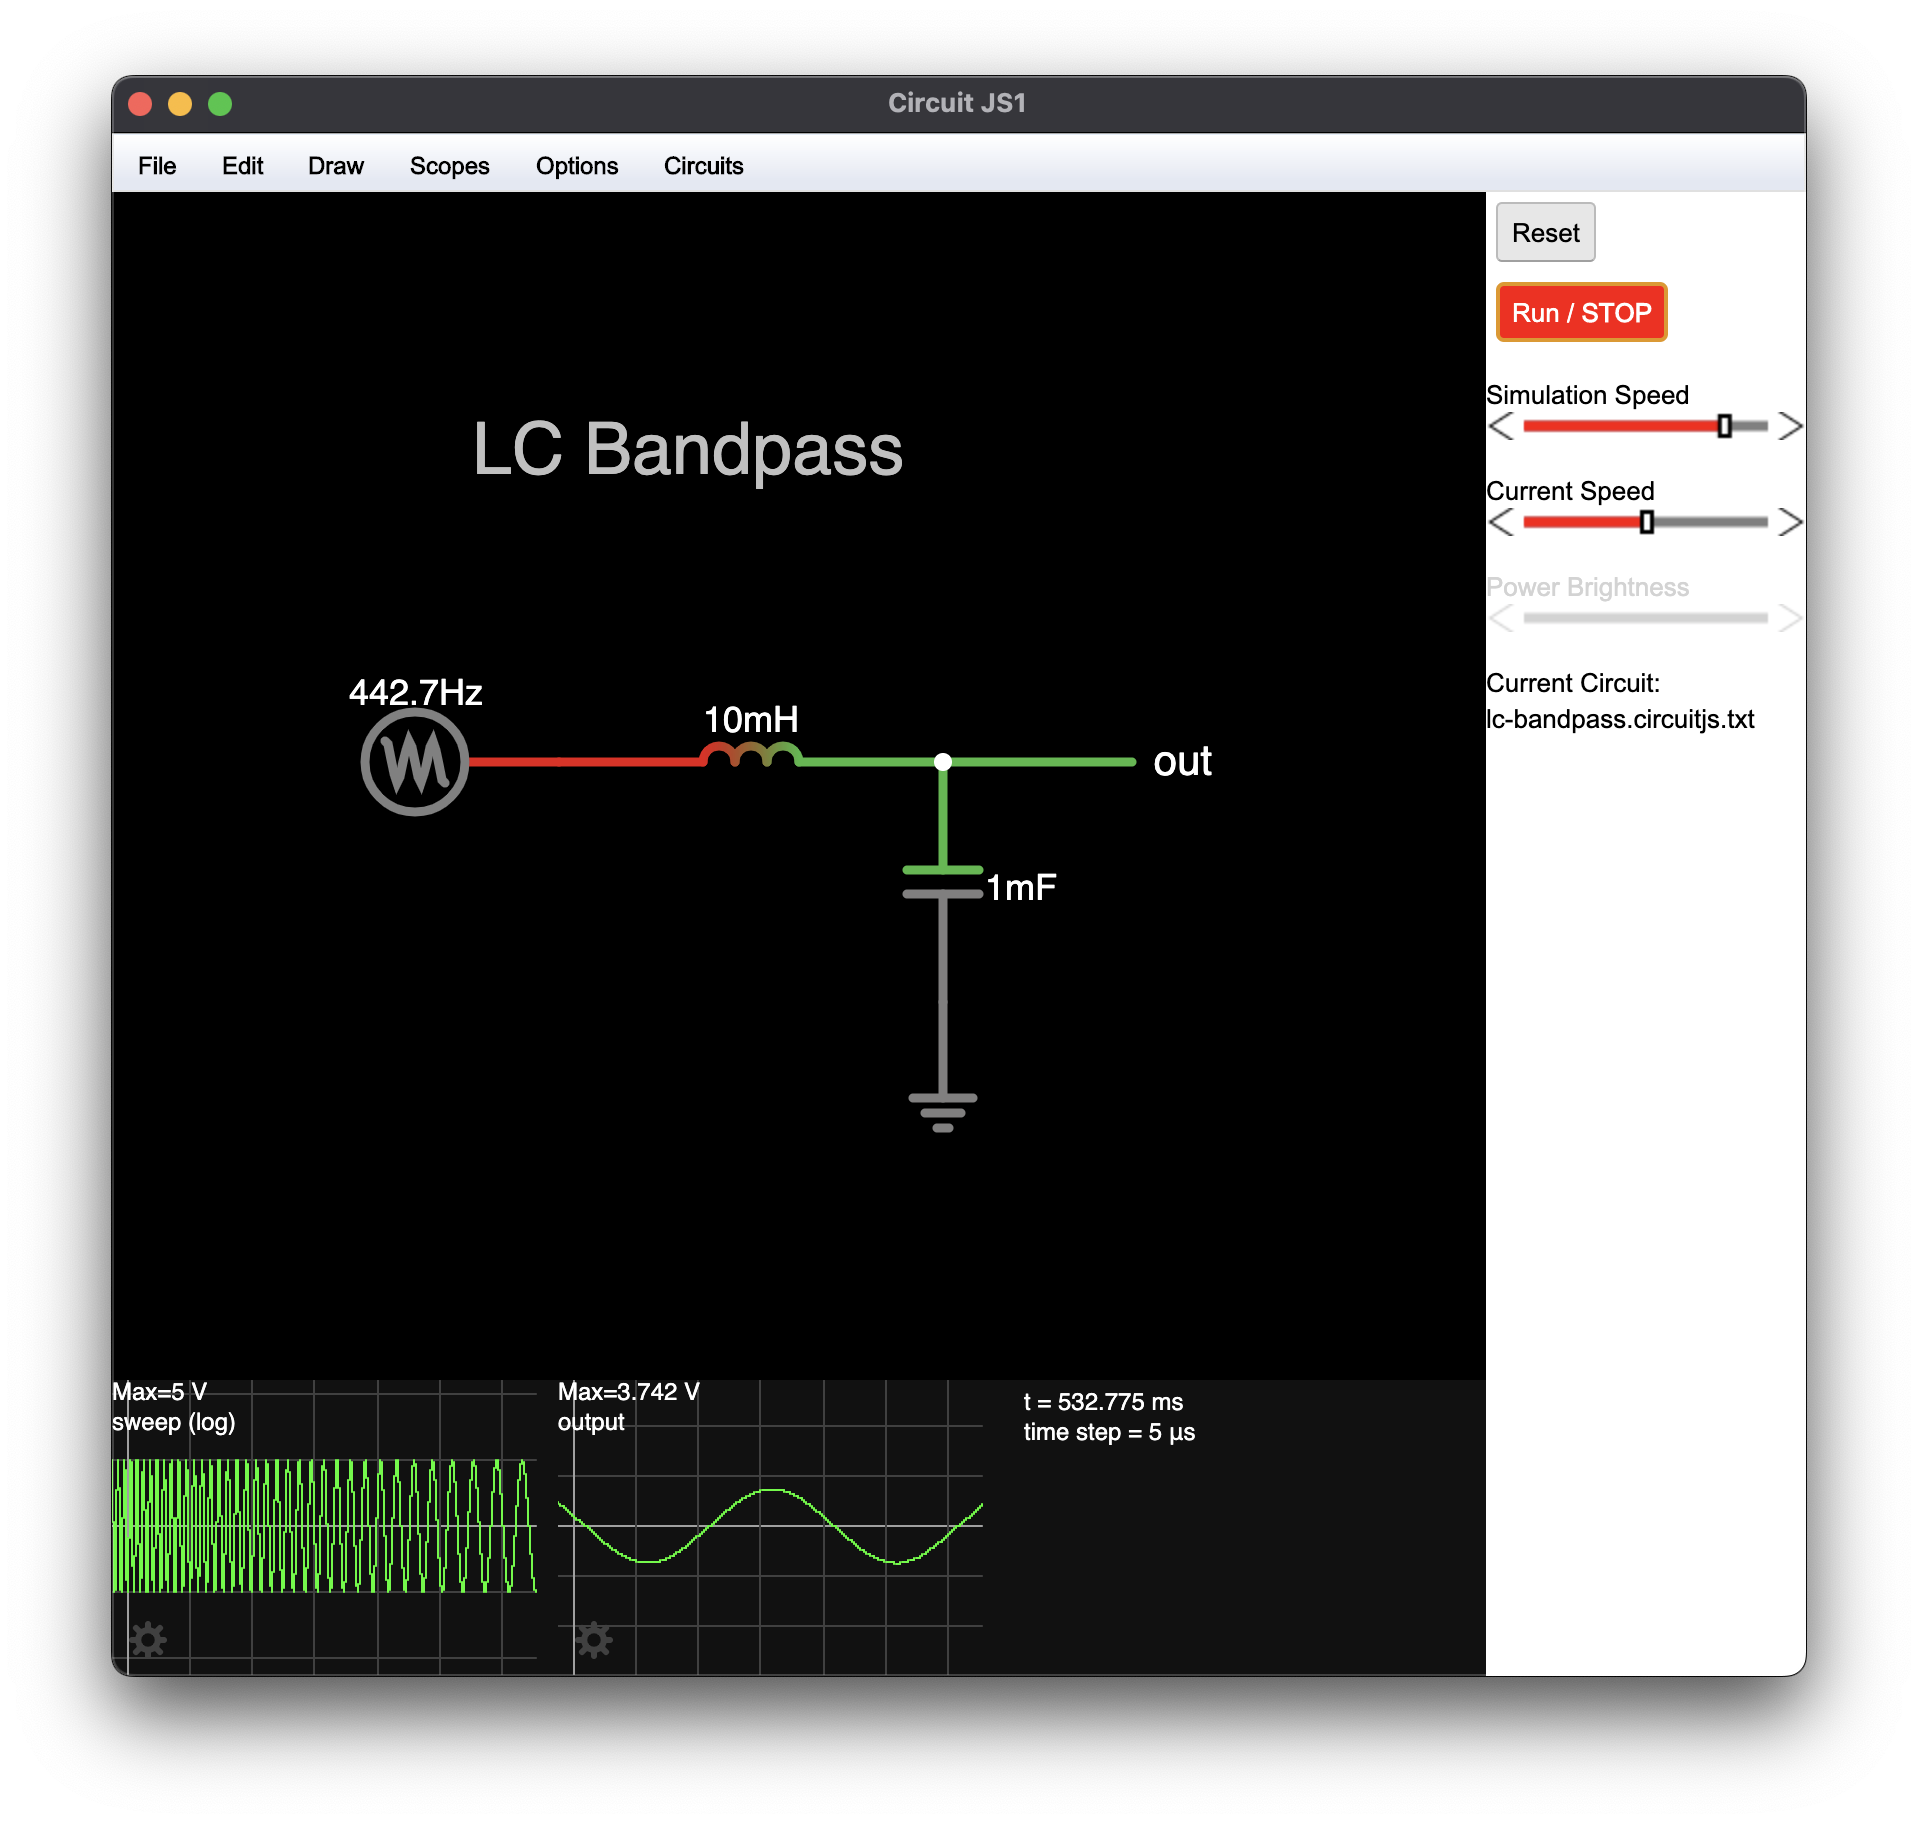 Circuit JS1
File Edit Draw Scopes Options Circuits
Reset
Run / STOP
Simulation Speed
Current Speed
Power Brightness
Current Circuit:
lc-bandpass.circuitjs.txt
LC Bandpass
442.7Hz
10mH
out
1mF
Max=5 V
sweep (log)
Max=3.742 V
output
t = 532.775 ms
time step = 5 µs